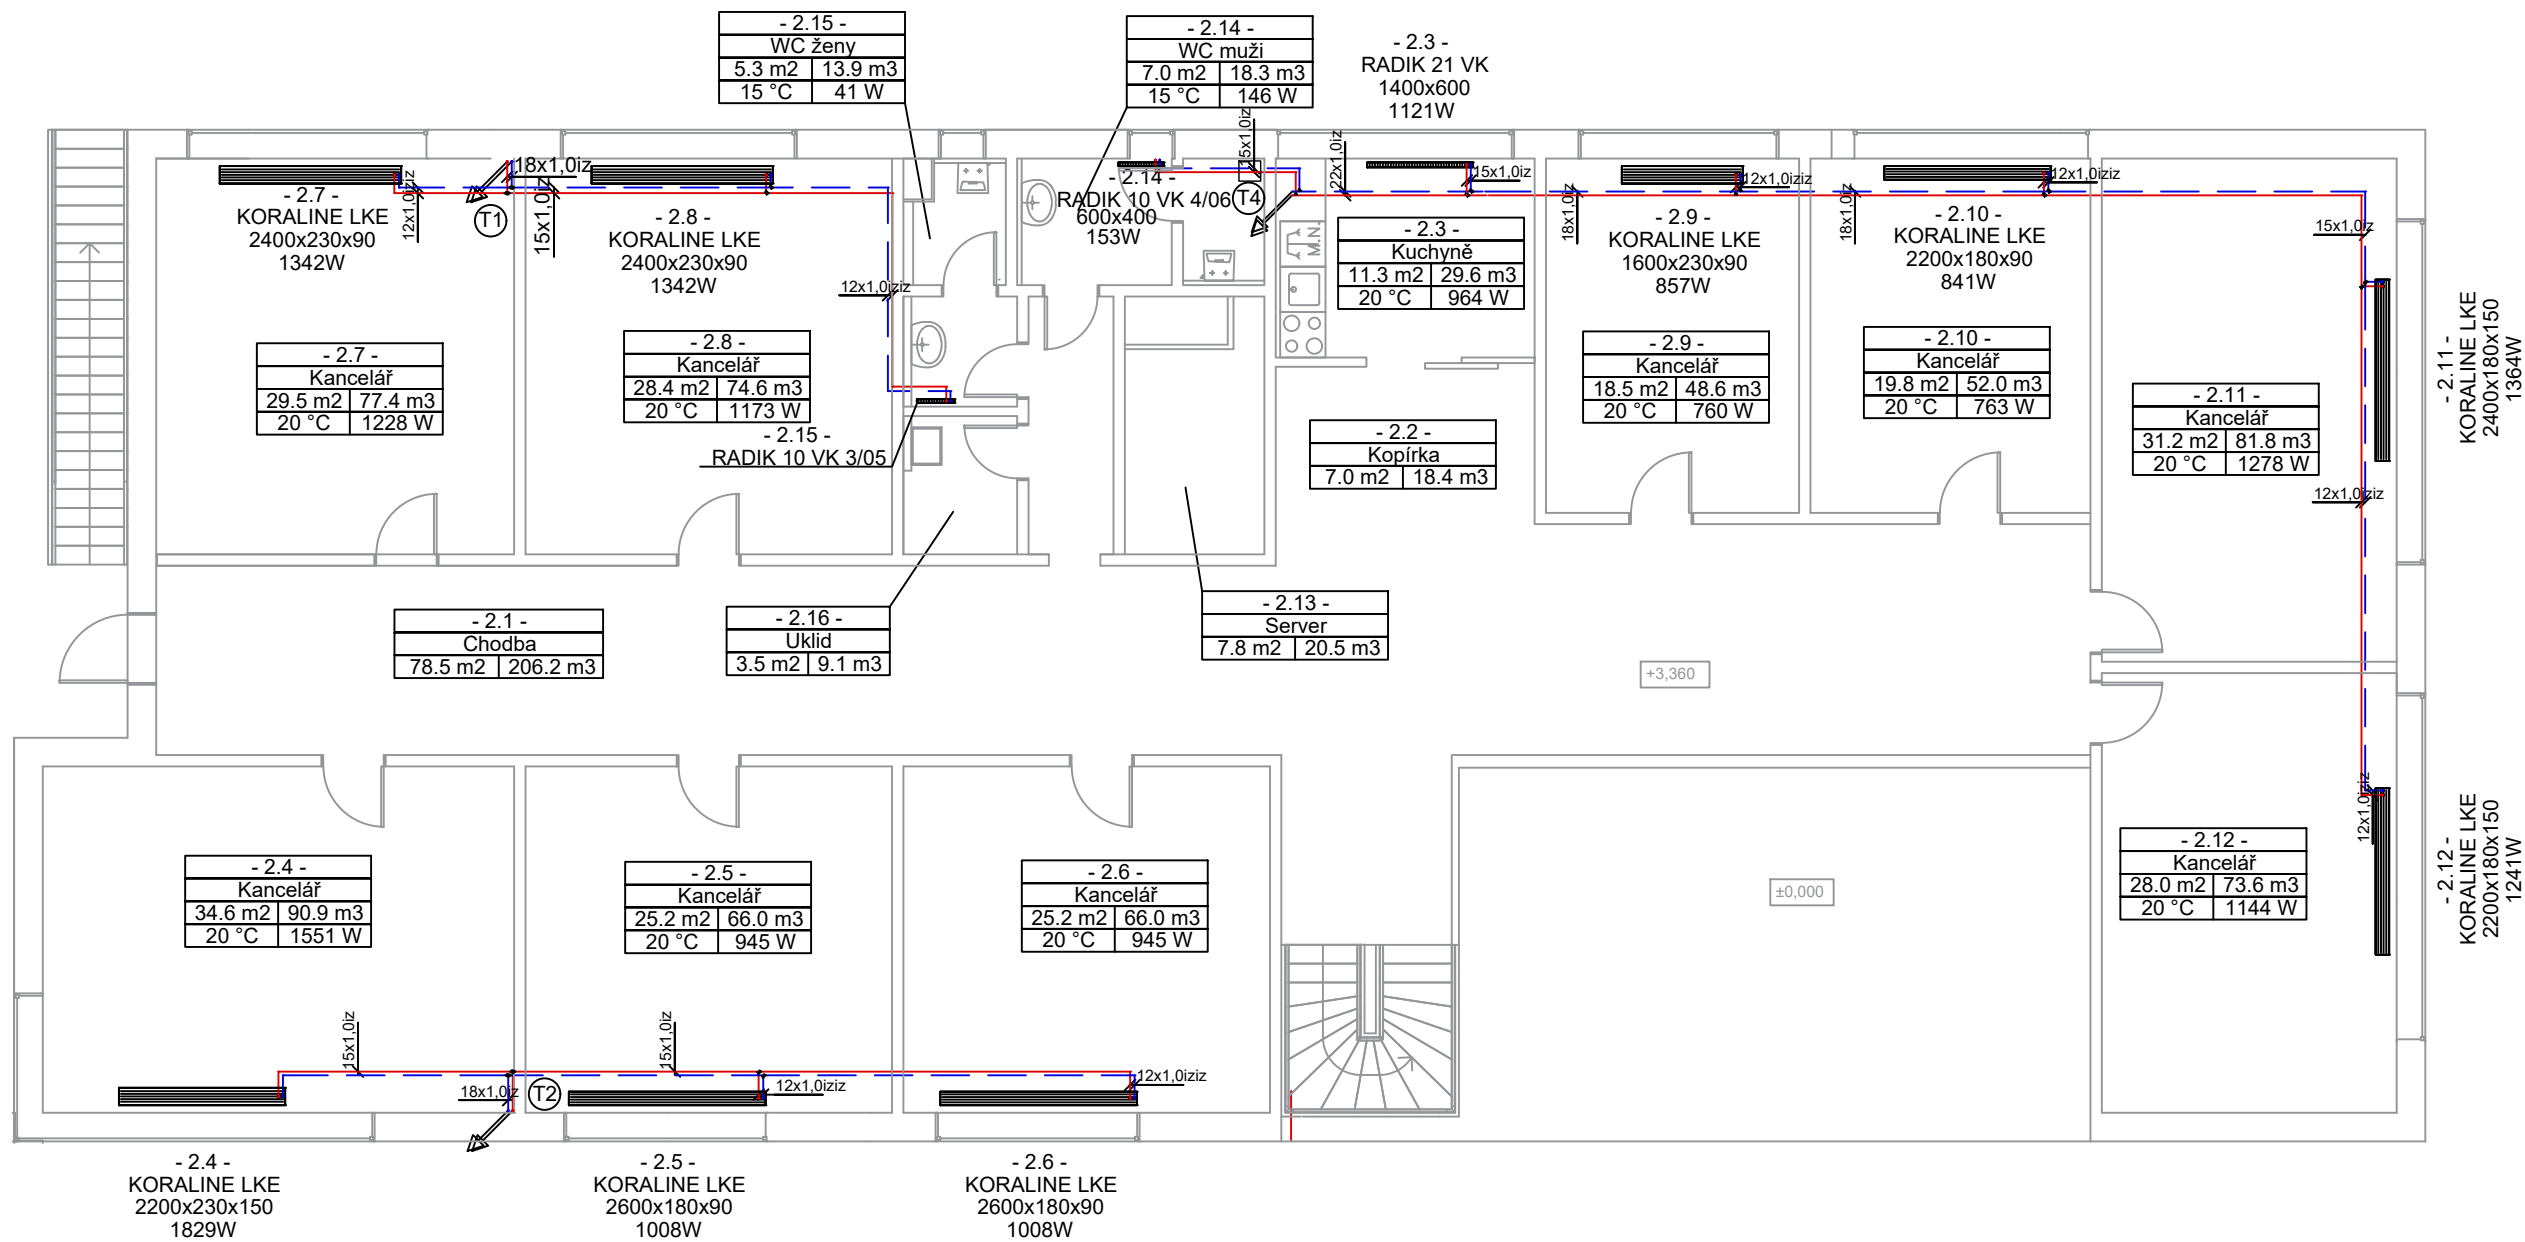 - 2.15 -
WC ženy
5.3 m2 13.9 m3
15 °C 41 W
- 2.14 -
WC muži
7.0 m2 18.3 m3
15 °C 146 W
- 2.3 -
RADIK 21 VK
1400x600
1121W
18x1,0iz
12x1,0iziz
15x1,0iz
T1
- 2.7 -
KORALINE LKE
2400x230x90
1342W
- 2.8 -
KORALINE LKE
2400x230x90
1342W
12x1,0iziz
- 2.14 -
RADIK 10 VK 4/06
600x400
153W
15x1,0iz
T4
22x1,0iz
15x1,0iz
M.N.
- 2.3 -
Kuchyně
11.3 m2 29.6 m3
20 °C 964 W
18x1,0iz
12x1,0iziz
- 2.9 -
KORALINE LKE
1600x230x90
857W
18x1,0iz
12x1,0iziz
- 2.10 -
KORALINE LKE
2200x180x90
841W
15x1,0iz
- 2.11 -
KORALINE LKE
2400x180x150
1364W
- 2.7 -
Kancelář
29.5 m2 77.4 m3
20 °C 1228 W
- 2.8 -
Kancelář
28.4 m2 74.6 m3
20 °C 1173 W
- 2.15 -
RADIK 10 VK 3/05
- 2.9 -
Kancelář
18.5 m2 48.6 m3
20 °C 760 W
- 2.10 -
Kancelář
19.8 m2 52.0 m3
20 °C 763 W
- 2.11 -
Kancelář
31.2 m2 81.8 m3
20 °C 1278 W
12x1,0iziz
- 2.2 -
Kopírka
7.0 m2 18.4 m3
- 2.1 -
Chodba
78.5 m2 206.2 m3
- 2.16 -
Uklid
3.5 m2 9.1 m3
- 2.13 -
Server
7.8 m2 20.5 m3
+3,360
- 2.4 -
Kancelář
34.6 m2 90.9 m3
20 °C 1551 W
- 2.5 -
Kancelář
25.2 m2 66.0 m3
20 °C 945 W
- 2.6 -
Kancelář
25.2 m2 66.0 m3
20 °C 945 W
±0,000
- 2.12 -
Kancelář
28.0 m2 73.6 m3
20 °C 1144 W
12x1,0iziz
- 2.12 -
KORALINE LKE
2200x180x150
1241W
15x1,0iz
18x1,0iz
T2
15x1,0iz
12x1,0iziz
12x1,0iziz
- 2.4 -
KORALINE LKE
2200x230x150
1829W
- 2.5 -
KORALINE LKE
2600x180x90
1008W
- 2.6 -
KORALINE LKE
2600x180x90
1008W